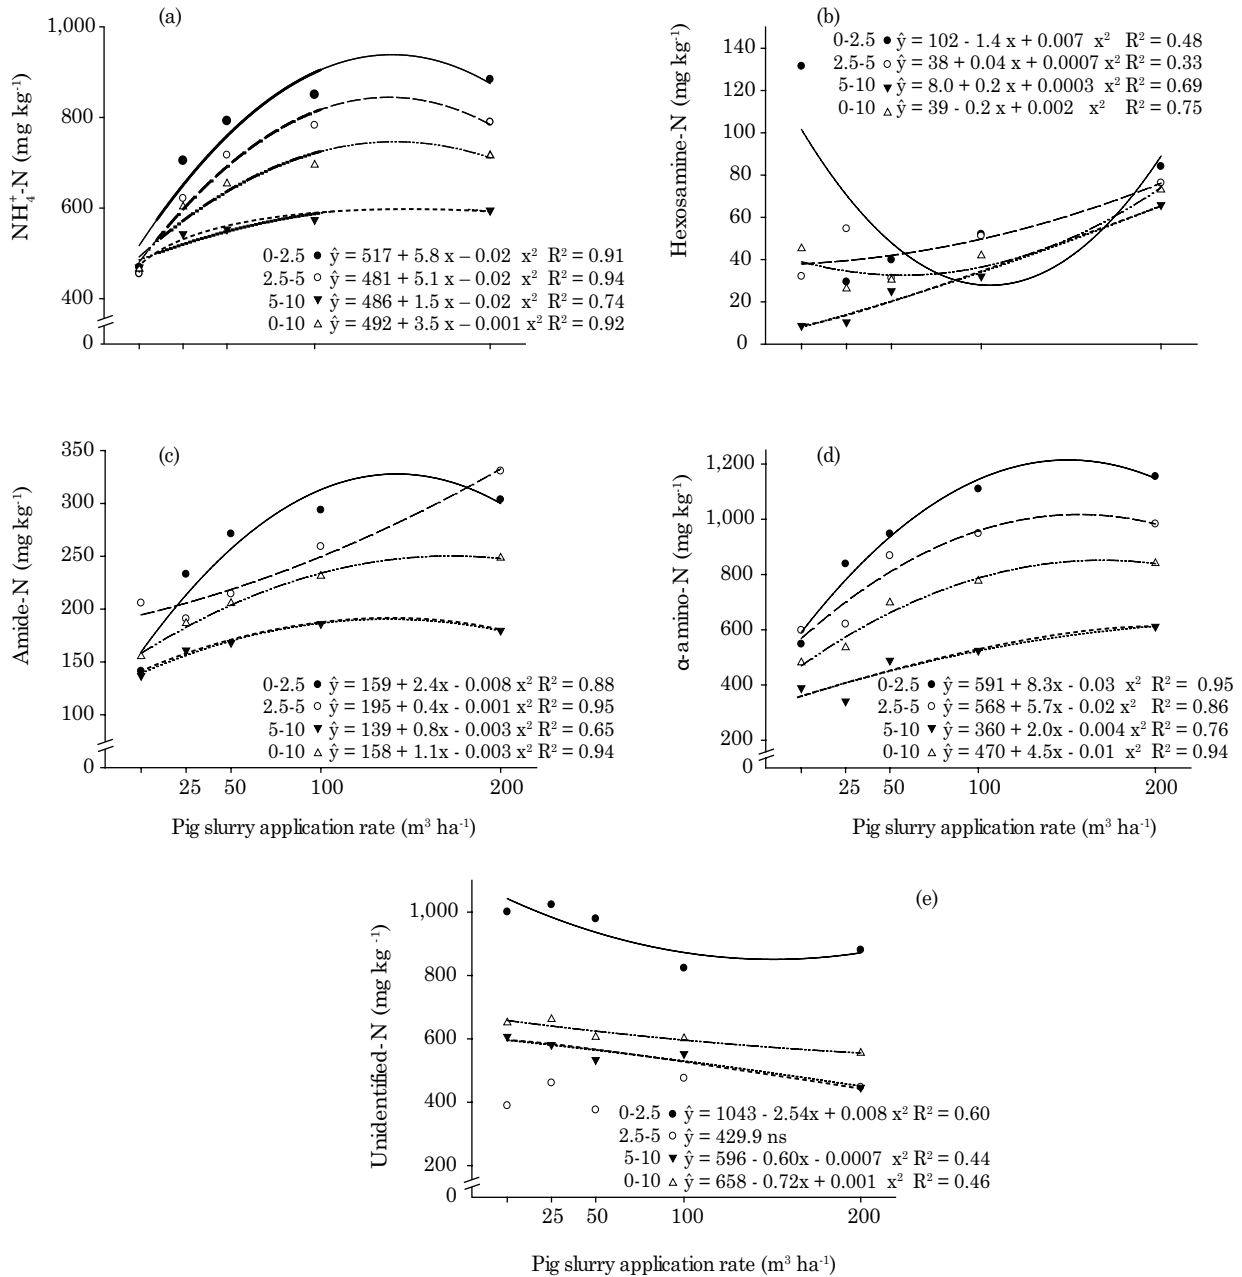 (a)
1,000
800
600
400
0
NH₄⁺-N (mg kg⁻¹)
0-2.5 ● ŷ = 517 + 5.8 x – 0.02 x² R² = 0.91
2.5-5 ○ ŷ = 481 + 5.1 x – 0.02 x² R² = 0.94
5-10 ▼ ŷ = 486 + 1.5 x – 0.02 x² R² = 0.74
0-10 △ ŷ = 492 + 3.5 x – 0.001 x² R² = 0.92
(b)
140
120
100
80
60
40
20
0
Hexosamine-N (mg kg⁻¹)
0-2.5 ● ŷ = 102 - 1.4 x + 0.007 x² R² = 0.48
2.5-5 ○ ŷ = 38 + 0.04 x + 0.0007 x² R² = 0.33
5-10 ▼ ŷ = 8.0 + 0.2 x + 0.0003 x² R² = 0.69
0-10 △ ŷ = 39 - 0.2 x + 0.002 x² R² = 0.75
(c)
350
300
250
200
150
100
0
Amide-N (mg kg⁻¹)
0-2.5 ● ŷ = 159 + 2.4x - 0.008 x² R² = 0.88
2.5-5 ○ ŷ = 195 + 0.4x - 0.001 x² R² = 0.95
5-10 ▼ ŷ = 139 + 0.8x - 0.003 x² R² = 0.65
0-10 △ ŷ = 158 + 1.1x - 0.003 x² R² = 0.94
25 50 100 200
Pig slurry application rate (m³ ha⁻¹)
(d)
1,200
1,000
800
600
400
200
0
α-amino-N (mg kg⁻¹)
0-2.5 ● ŷ = 591 + 8.3x - 0.03 x² R² = 0.95
2.5-5 ○ ŷ = 568 + 5.7x - 0.02 x² R² = 0.86
5-10 ▼ ŷ = 360 + 2.0x - 0.004 x² R² = 0.76
0-10 △ ŷ = 470 + 4.5x - 0.01 x² R² = 0.94
25 50 100 200
Pig slurry application rate (m³ ha⁻¹)
(e)
1,000
800
600
400
200
0
Unidentified-N (mg kg⁻¹)
0-2.5 ● ŷ = 1043 - 2.54x + 0.008 x² R² = 0.60
2.5-5 ○ ŷ = 429.9 ns
5-10 ▼ ŷ = 596 - 0.60x - 0.0007 x² R² = 0.44
0-10 △ ŷ = 658 - 0.72x + 0.001 x² R² = 0.46
25 50 100 200
Pig slurry application rate (m³ ha⁻¹)